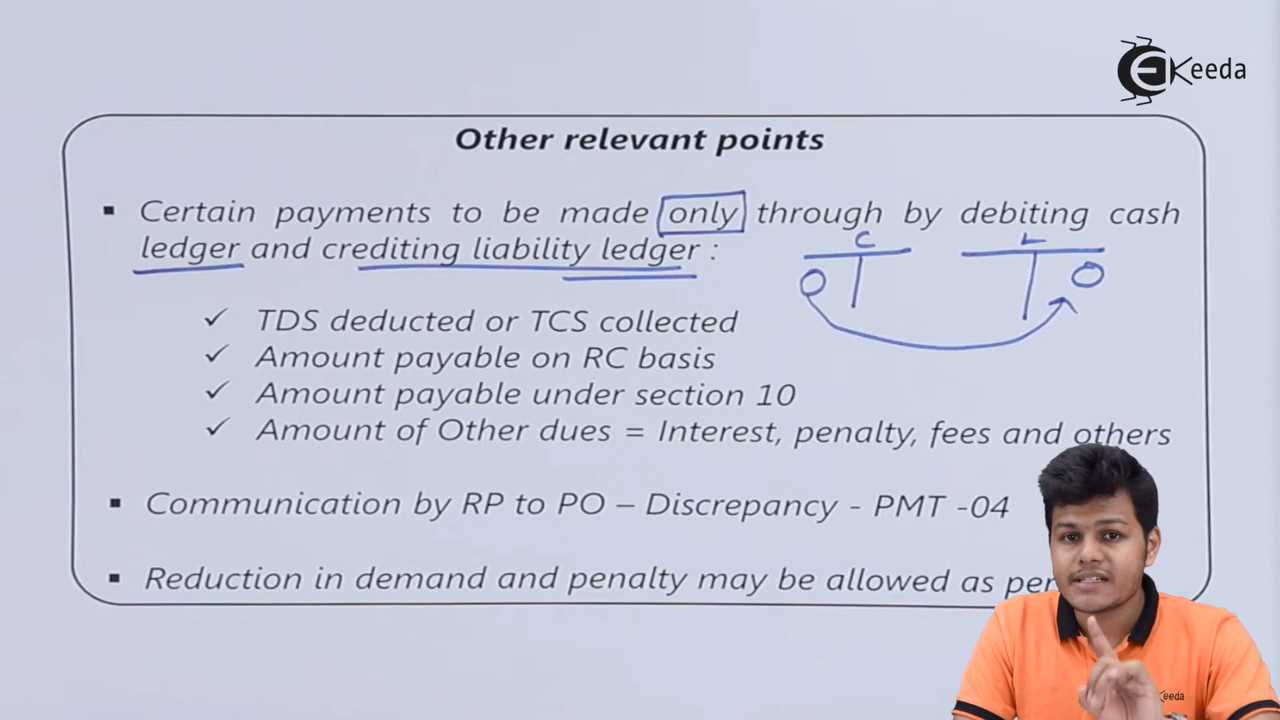 EKeeda
Other relevant points
▪ Certain payments to be made only through by debiting cash
ledger and crediting liability ledger :
C L
✓ TDS deducted or TCS collected
✓ Amount payable on RC basis
✓ Amount payable under section 10
✓ Amount of Other dues = Interest, penalty, fees and others
▪ Communication by RP to PO – Discrepancy - PMT -04
▪ Reduction in demand and penalty may be allowed as per
Keeda